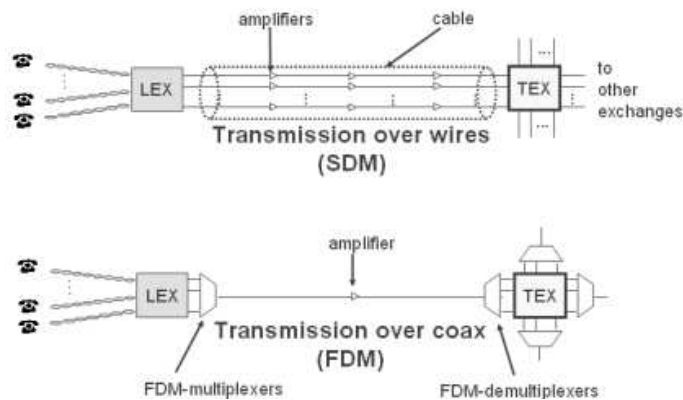 amplifiers
cable
LEX
TEX
to
other
exchanges
Transmission over wires
(SDM)
amplifier
LEX
TEX
Transmission over coax
(FDM)
FDM-multiplexers
FDM-demultiplexers